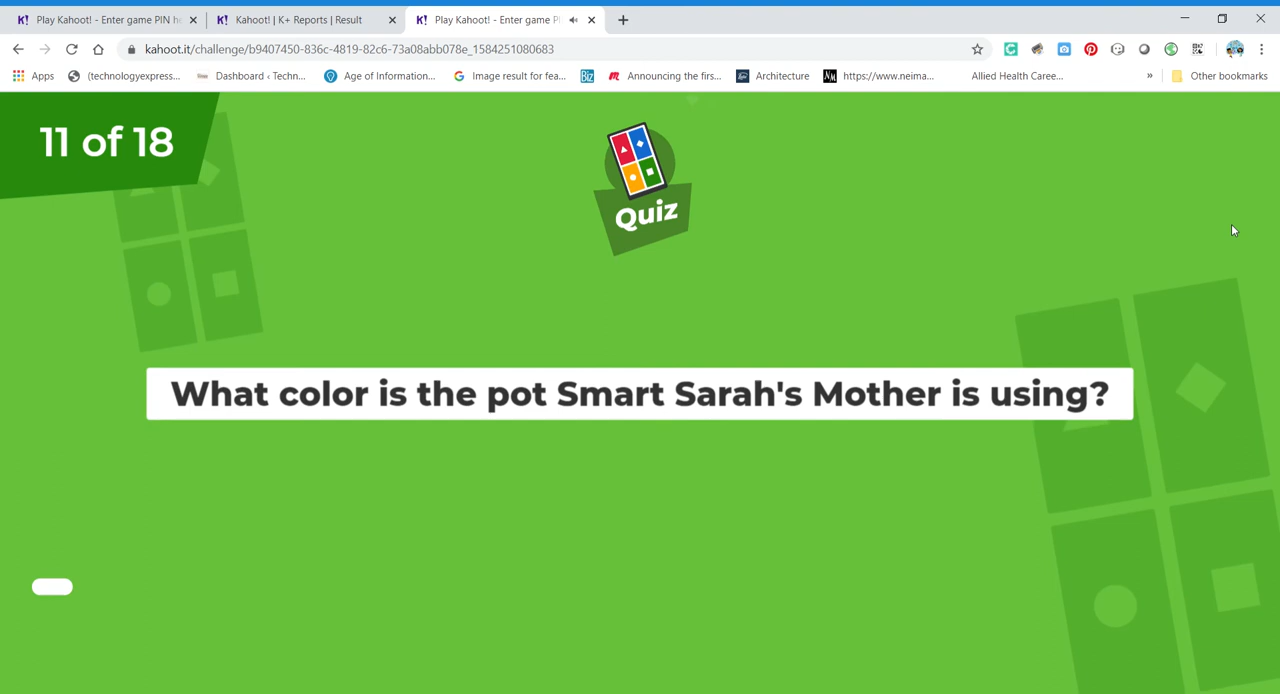 Play Kahoot! - Enter game PIN h
Kahoot! | K+ Reports | Result
Play Kahoot! - Enter game P
kahoot.it/challenge/b9407450-836c-4819-82c6-73a08abb078e_1584251080683
Apps
(technologyexpress...
Dashboard ‹ Techn...
Age of Information...
Image result for fea...
Biz
Announcing the firs...
Architecture
NM
https://www.neima...
Allied Health Caree...
»
Other bookmarks
11 of 18
Quiz
What color is the pot Smart Sarah's Mother is using?